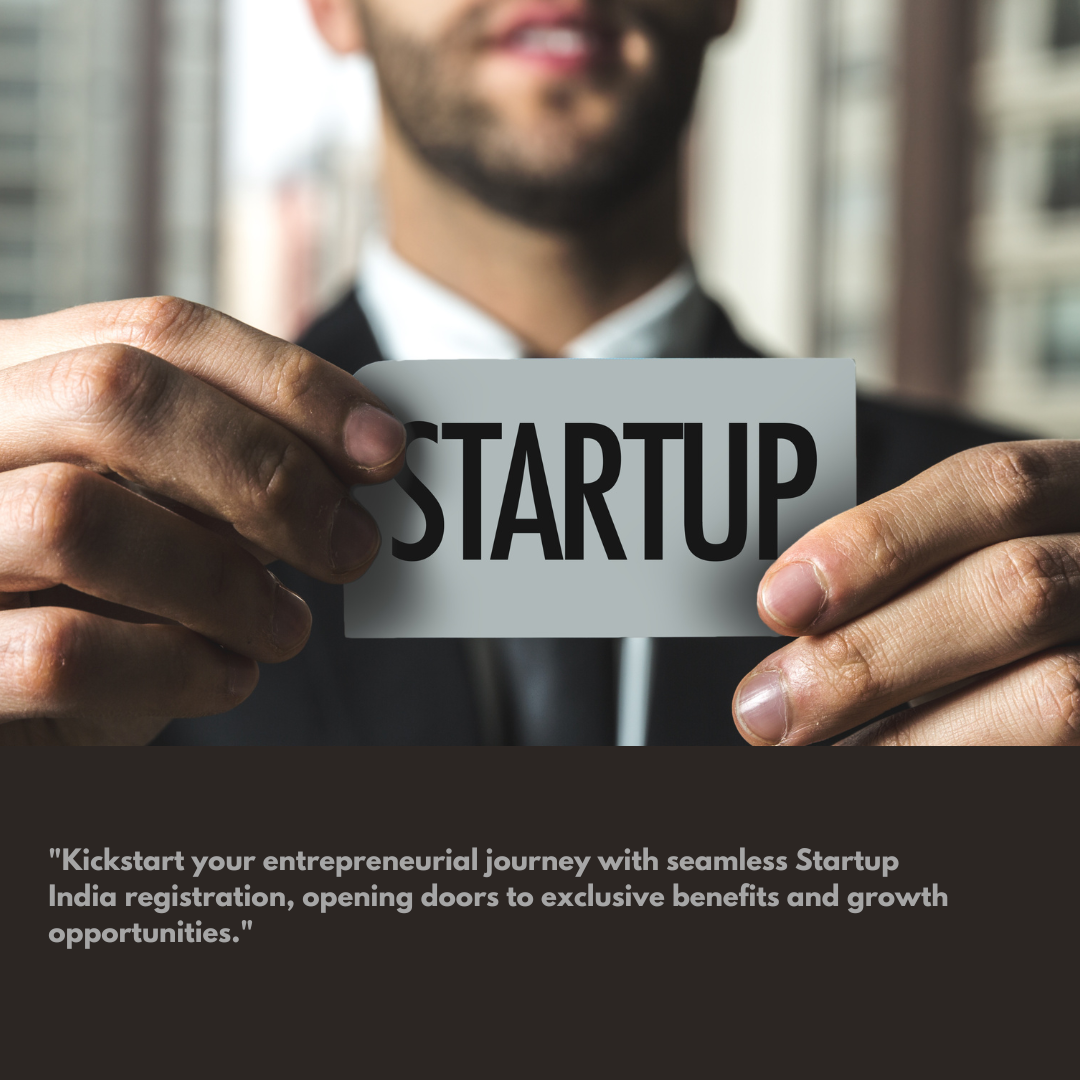 STARTUP
"Kickstart your entrepreneurial journey with seamless Startup
India registration, opening doors to exclusive benefits and growth
opportunities."